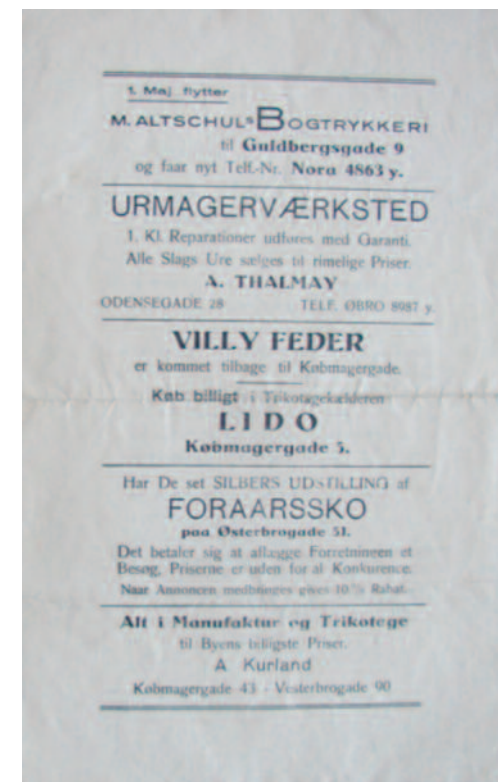 1. Maj flytter
M. ALTSCHULS BOGTRYKKERI
til Guldbergsgade 9
og faar nyt Telf.-Nr. Nora 4863 y.
URMAGERVÆRKSTED
1. Kl. Reparationer udføres med Garanti.
Alle Slags Ure sælges til rimelige Priser.
A. THALMAY
ODENSEGADE 28 TELF. ØBRO 8987 y.
VILLY FEDER
er kommet tilbage til Købmagergade.
Køb billigt i Trikotagekælderen
LIDO
Købmagergade 5.
Har De set SILBERS UDSTILLING af
FORAARSSKO
paa Østerbrogade 51.
Det betaler sig at aflægge Forretningen et
Besøg, Priserne er uden for al Konkurence.
Naar Annoncen medbringes gives 10 % Rabat.
Alt i Manufaktur og Trikotege
til Byens billigste Priser.
A Kurland
Købmagergade 43 - Vesterbrogade 90